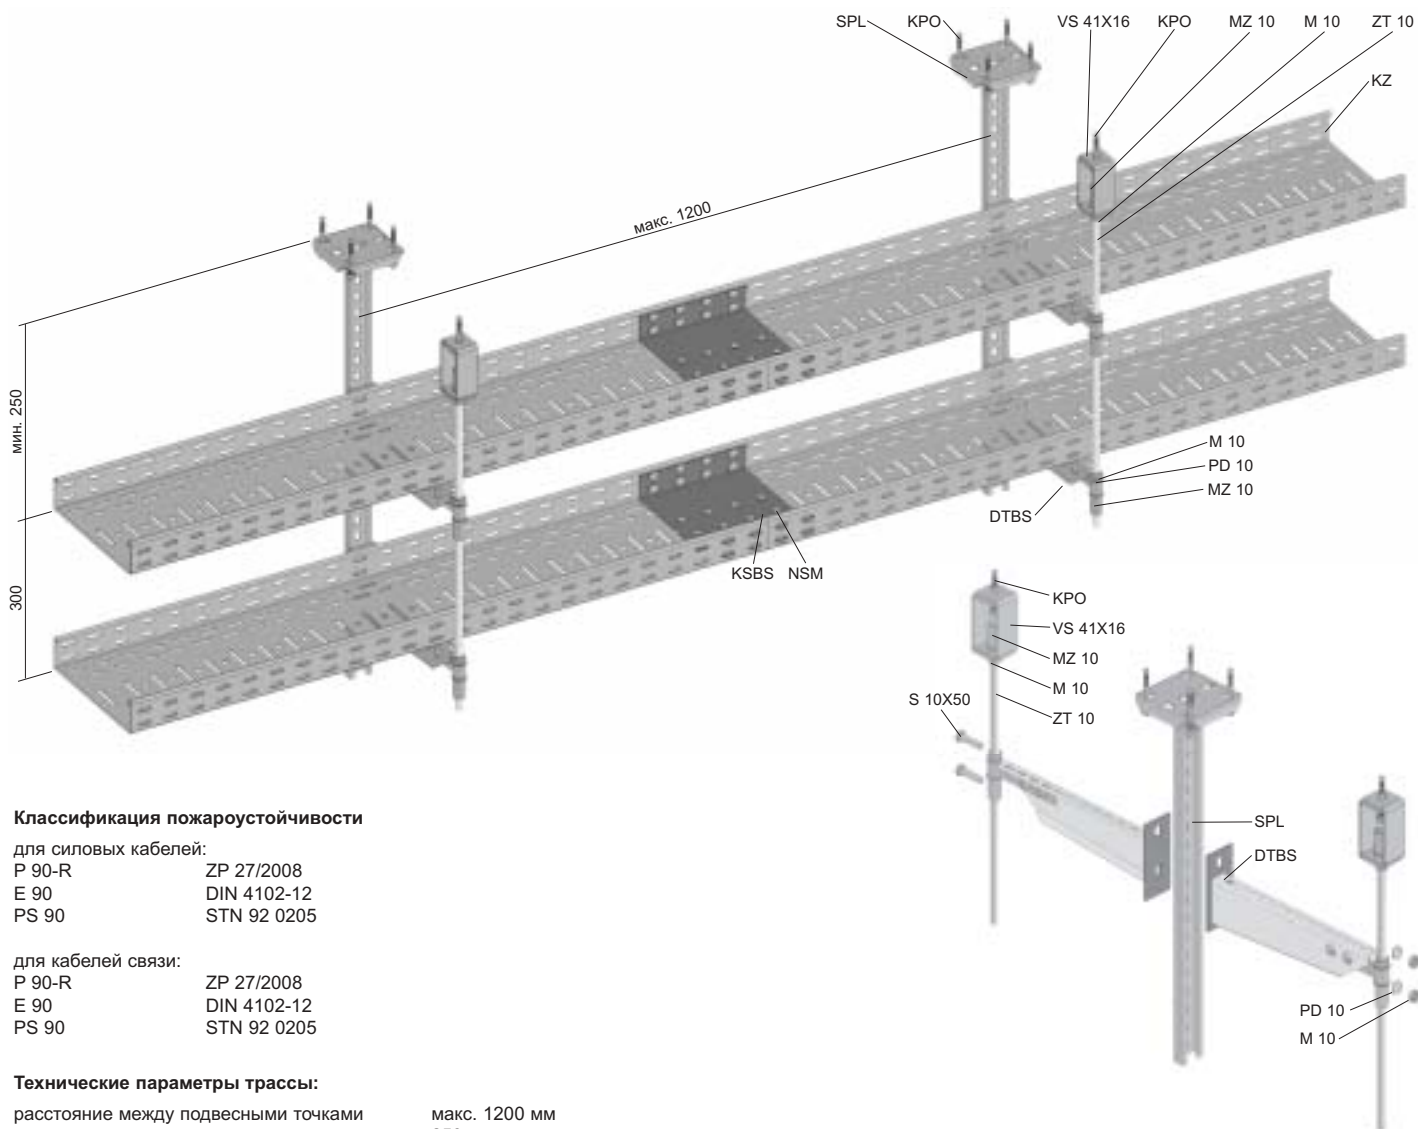 SPL KPO VS 41X16 KPO MZ 10 M 10 ZT 10
KZ
макс. 1200
мин. 250
M 10
PD 10
MZ 10
DTBS
KSBS NSM
300
KPO
VS 41X16
MZ 10
M 10
S 10X50
ZT 10
SPL
DTBS
PD 10
M 10
Классификация пожароустойчивости
для силовых кабелей:
P 90-R ZP 27/2008
E 90 DIN 4102-12
PS 90 STN 92 0205
для кабелей связи:
P 90-R ZP 27/2008
E 90 DIN 4102-12
PS 90 STN 92 0205
Технические параметры трассы:
расстояние между подвесными точками макс. 1200 мм